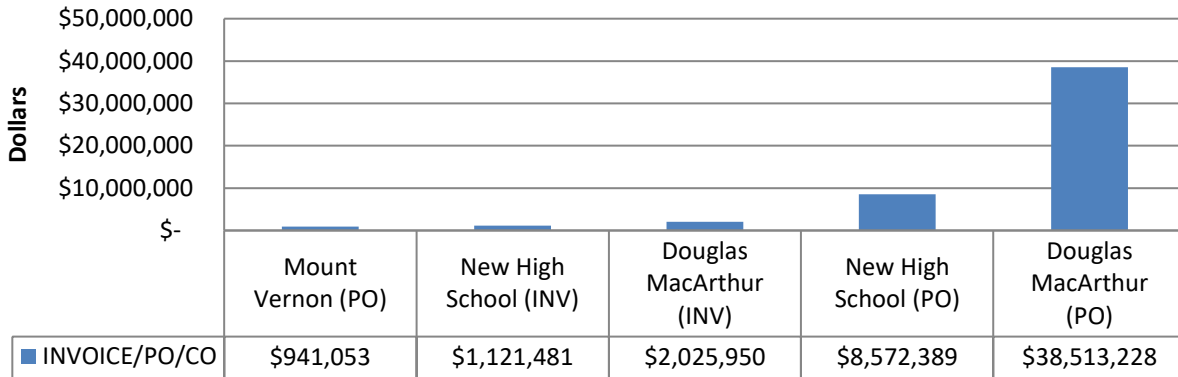 $50,000,000
$40,000,000
$30,000,000
$20,000,000
$10,000,000
$-
Dollars
Mount
Vernon (PO)
New High
School (INV)
Douglas
MacArthur
(INV)
New High
School (PO)
Douglas
MacArthur
(PO)
INVOICE/PO/CO
$941,053
$1,121,481
$2,025,950
$8,572,389
$38,513,228